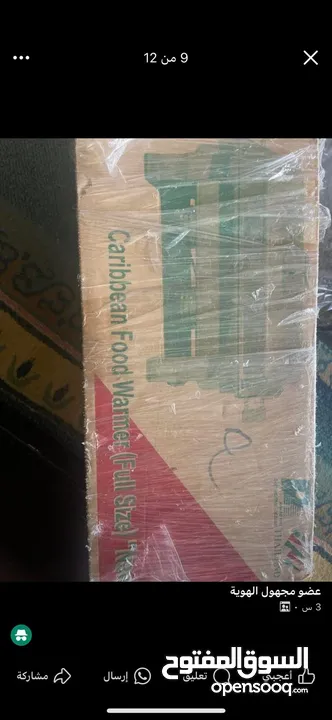 9 من 12
Caribbean Food Warmer (Full Size)
عضو مجهول الهوية
3 س
أعجبني
تعليق
إرسال
مشاركة
السوق المفتوح
opensooq.com